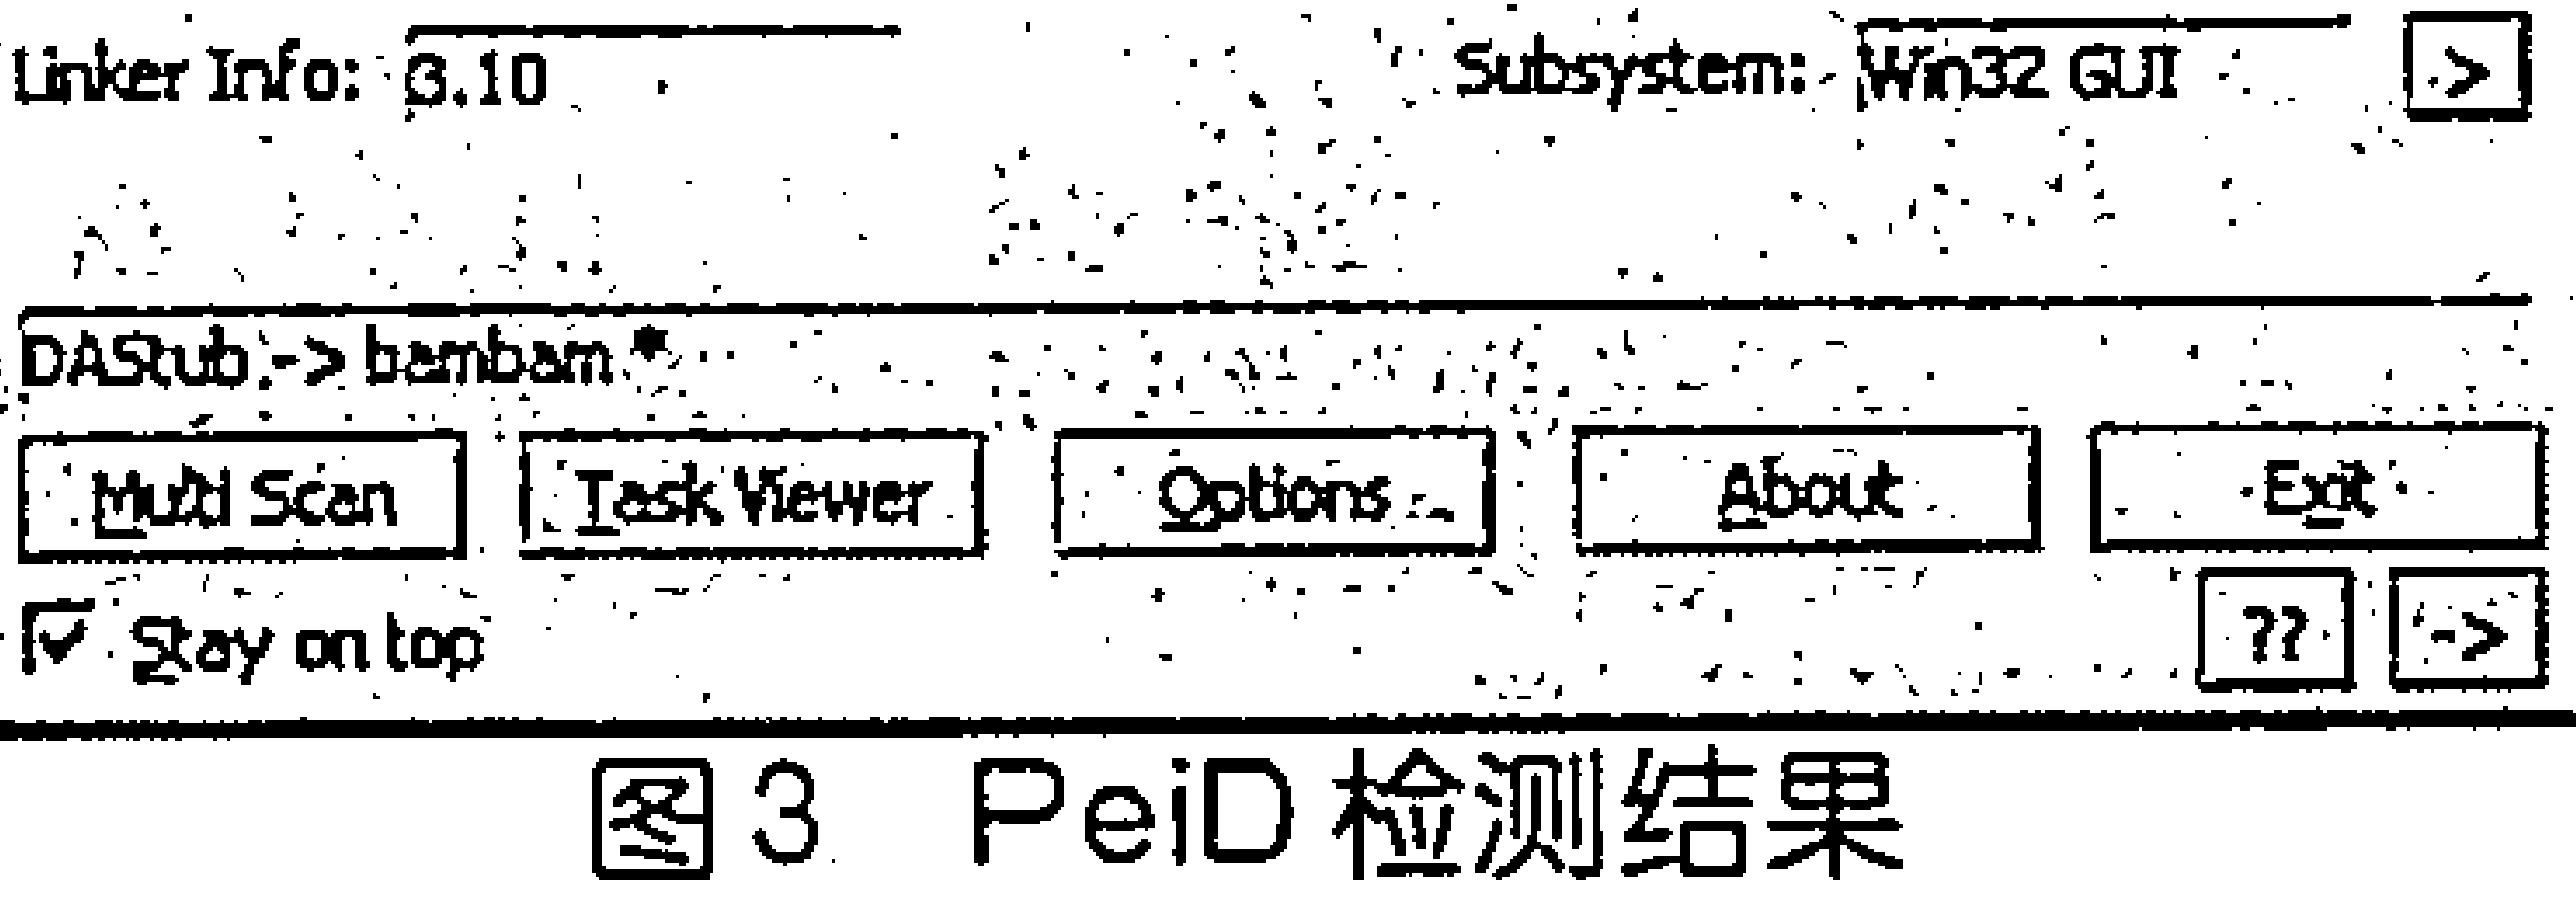 Linker Info: 3.10 Subsystem: Win32 GUI >
DAStub -> bambam *
Multi Scan Task Viewer Options About Exit
Stay on top ?? ->
图 3 PeiD 检测结果